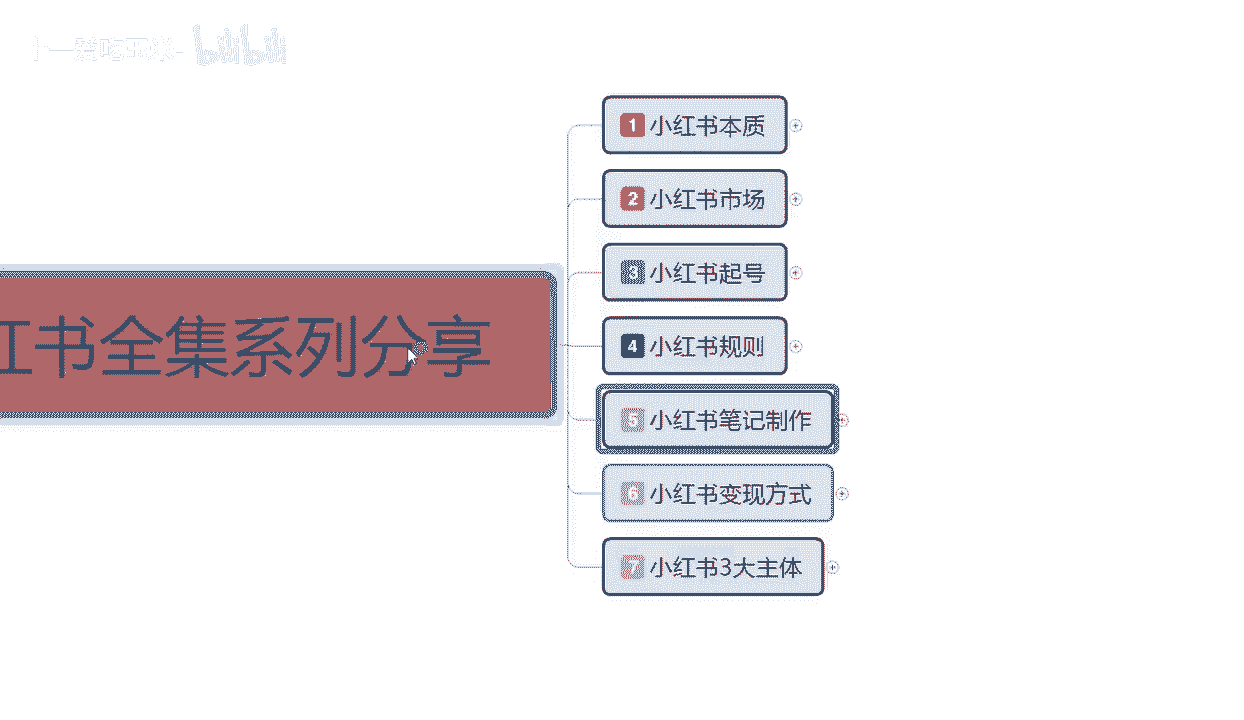 bilibili
1 小红书本质
2 小红书市场
3 小红书起号
4 小红书规则
红书全集系列分享
5 小红书笔记制作
6 小红书变现方式
7 小红书3大主体